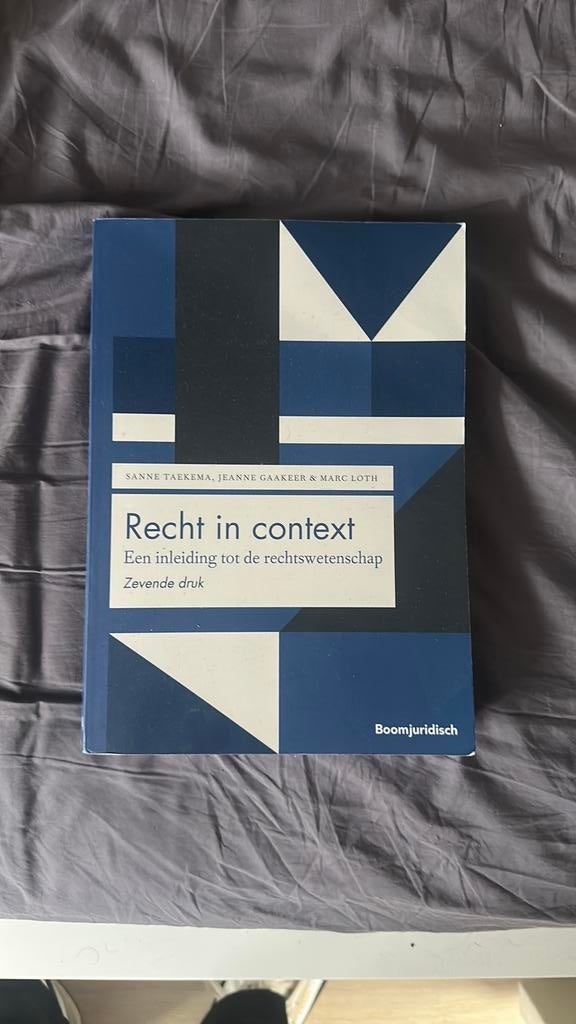 SANNE TAEKEMA, JEANNE GAAKEER & MARC LOTH
Recht in context
Een inleiding tot de rechtswetenschap
Zevende druk
Boomjuridisch